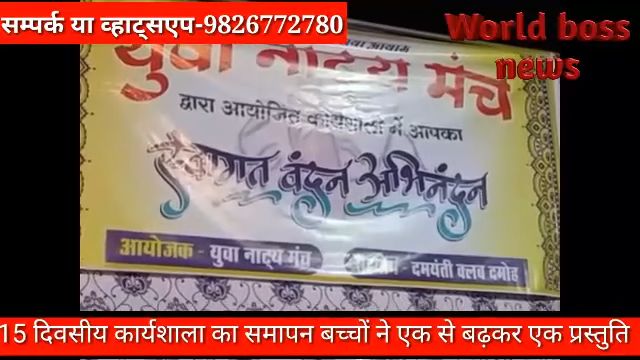 सम्पर्क या व्हाट्सएप-9826772780
World boss
news
आयाम
युवा नाट्य मंच
द्वारा आयोजित कार्यशाला में आपका
स्वागत वंदन अभिनंदन
आयोजक - युवा नाट्य मंच
- दमयंती क्लब दमोह
15 दिवसीय कार्यशाला का समापन बच्चों ने एक से बढ़कर एक प्रस्तुति